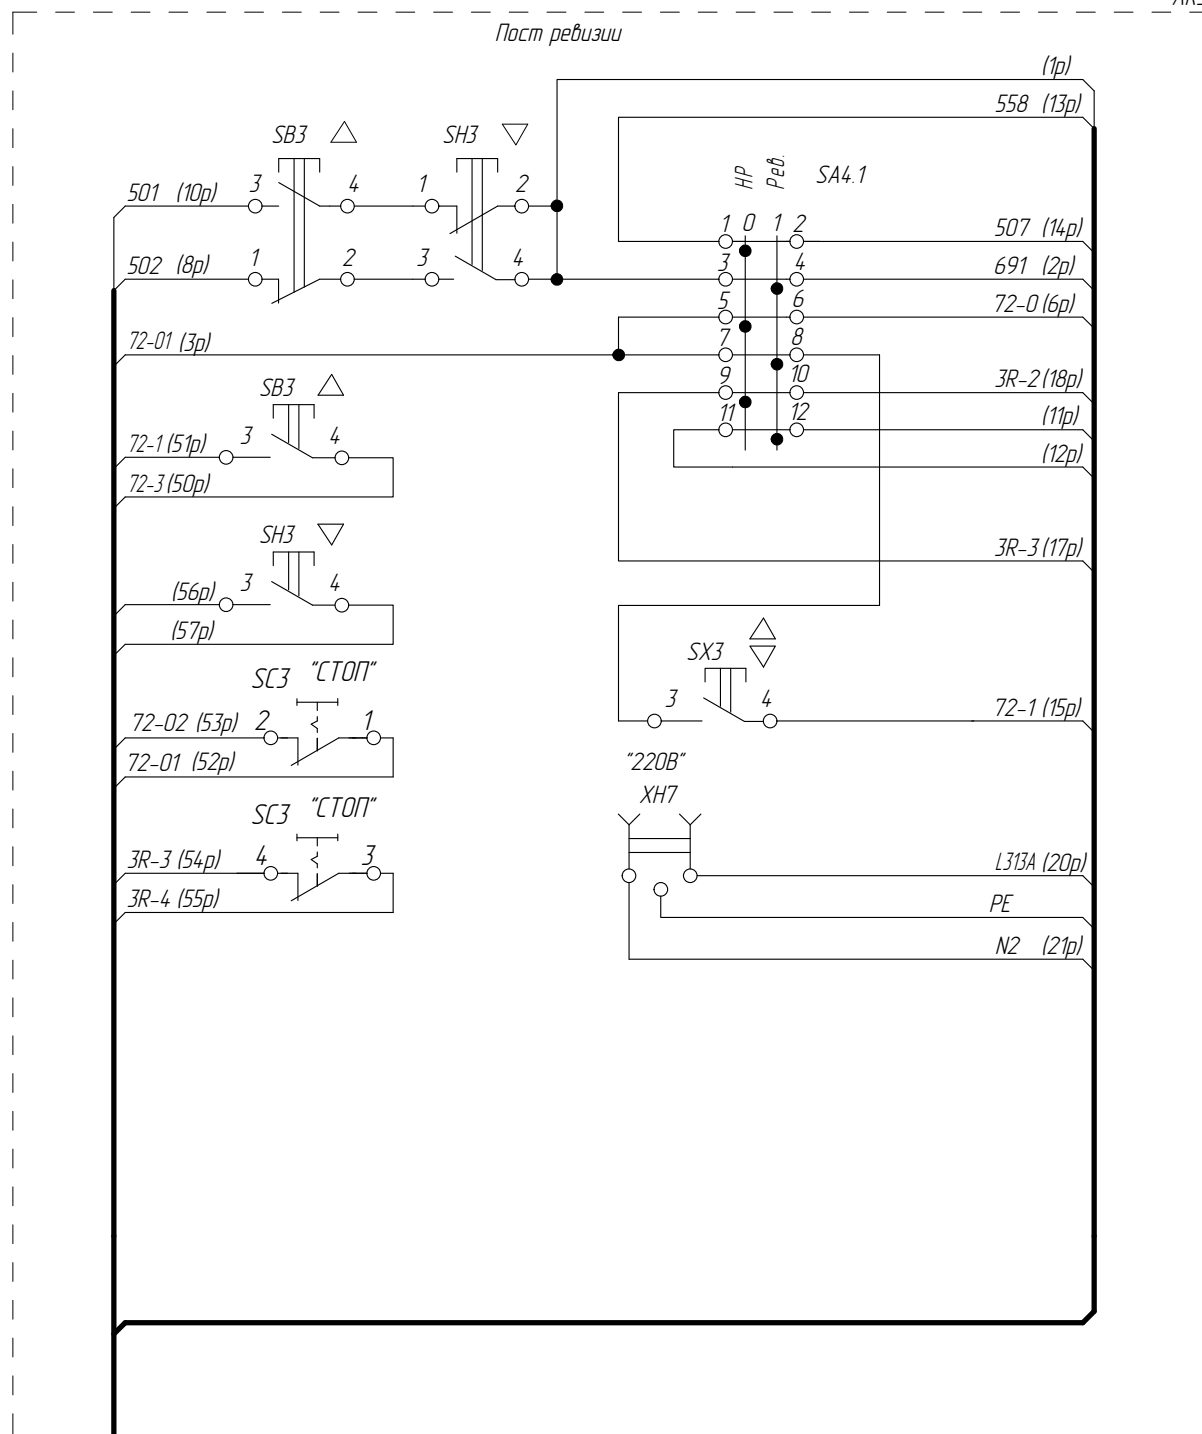 Пост ревизии
(1р)
558 (13р)
SB3
SH3
НР
Рев.
SA4.1
501 (10р)
3
4
1
2
1 0 1 2
507 (14р)
502 (8р)
1
2
3
4
3
4
691 (2р)
5
6
72-0 (6р)
72-01 (3р)
7
8
SB3
9
10
3R-2 (18р)
72-1 (51р)
3
4
11
12
(11р)
72-3 (50р)
(12р)
SH3
3R-3 (17р)
(56р)
3
4
(57р)
SX3
SC3 "СТОП"
3
4
72-1 (15р)
72-02 (53р)
2
1
72-01 (52р)
"220В"
XH7
SC3 "СТОП"
3R-3 (54р)
4
3
L313A (20р)
3R-4 (55р)
PE
N2 (21р)